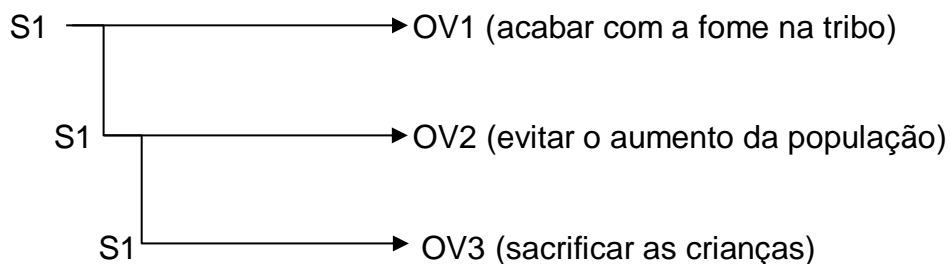 S1 OV1 (acabar com a fome na tribo)
S1 OV2 (evitar o aumento da população)
S1 OV3 (sacrificar as crianças)